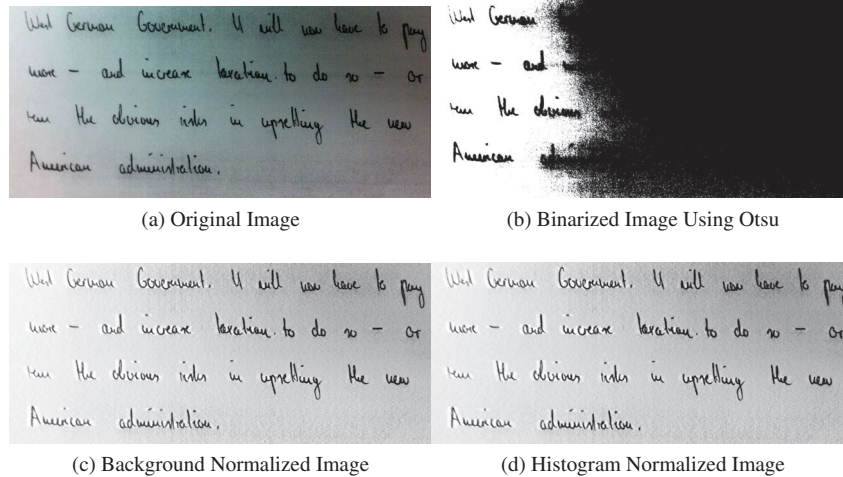 West German Government. It will now have to pay
more - and increase taxation to do so - or
run the obvious risks in upsetting the new
American administration.
(a) Original Image
West German
more - and
run the obvious
American
(b) Binarized Image Using Otsu
West German Government. It will now have to pay
more - and increase taxation to do so - or
run the obvious risks in upsetting the new
American administration.
(c) Background Normalized Image
West German Government. It will now have to pay
more - and increase taxation to do so - or
run the obvious risks in upsetting the new
American administration.
(d) Histogram Normalized Image